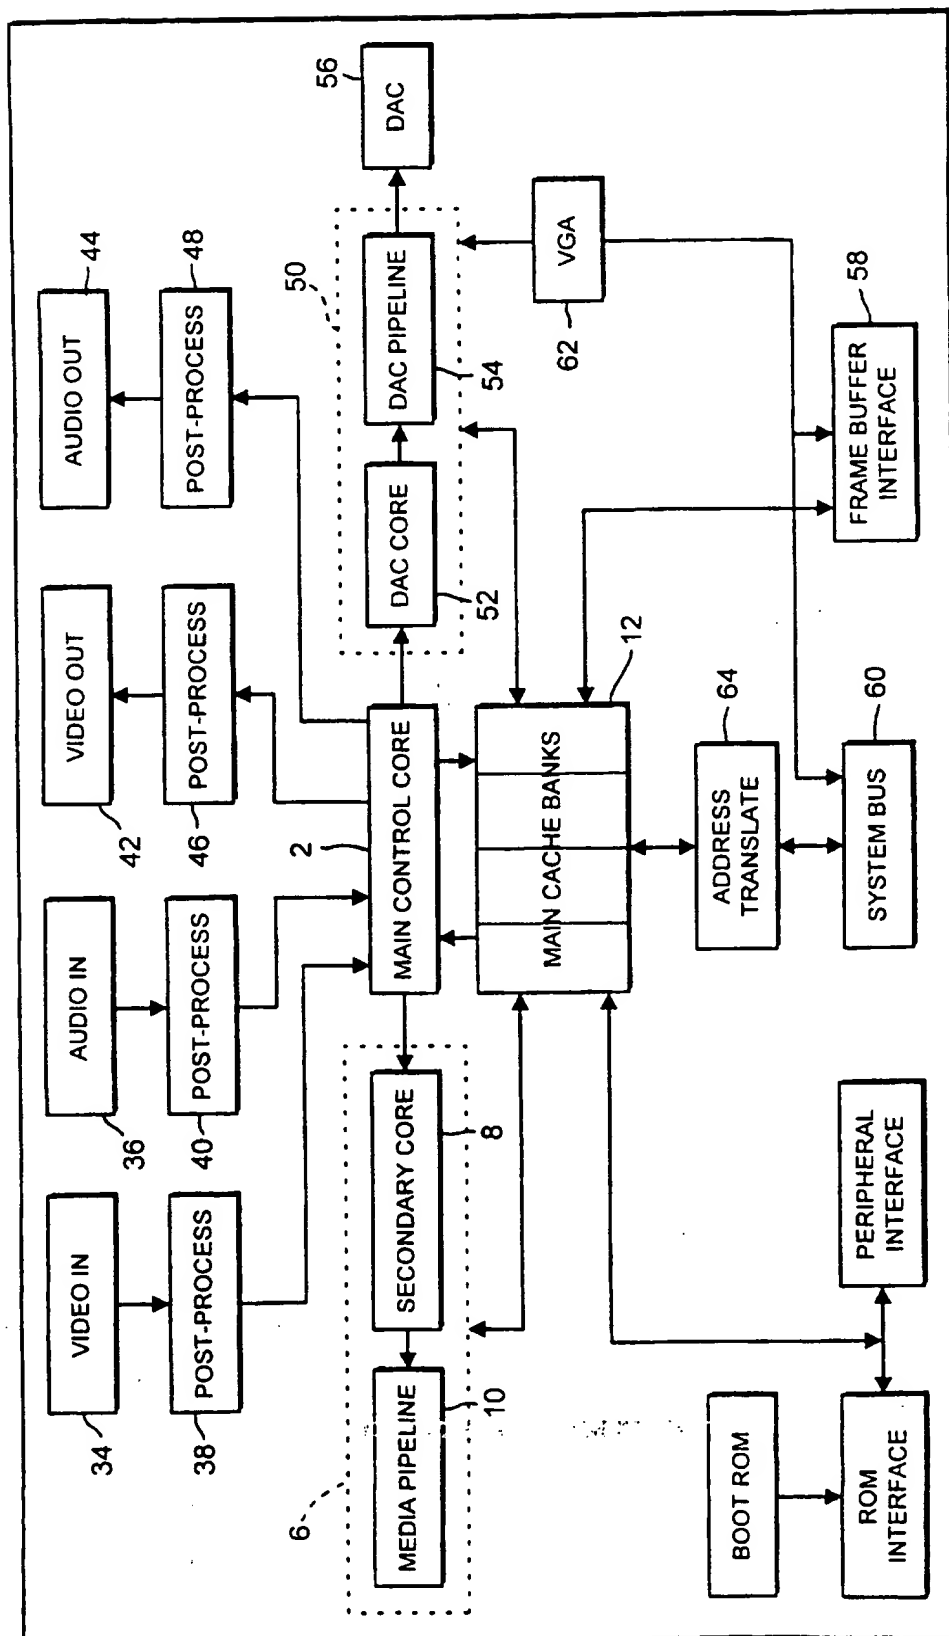 VIDEO IN
34
AUDIO IN
36
VIDEO OUT
42
AUDIO OUT
44
POST-PROCESS
38
POST-PROCESS
40
POST-PROCESS
46
POST-PROCESS
48
6
MEDIA PIPELINE
10
SECONDARY CORE
8
2
MAIN CONTROL CORE
50
DAC CORE
52
DAC PIPELINE
54
DAC
56
MAIN CACHE BANKS
12
VGA
62
BOOT ROM
ROM
INTERFACE
PERIPHERAL
INTERFACE
ADDRESS
TRANSLATE
64
SYSTEM BUS
60
FRAME BUFFER
INTERFACE
58